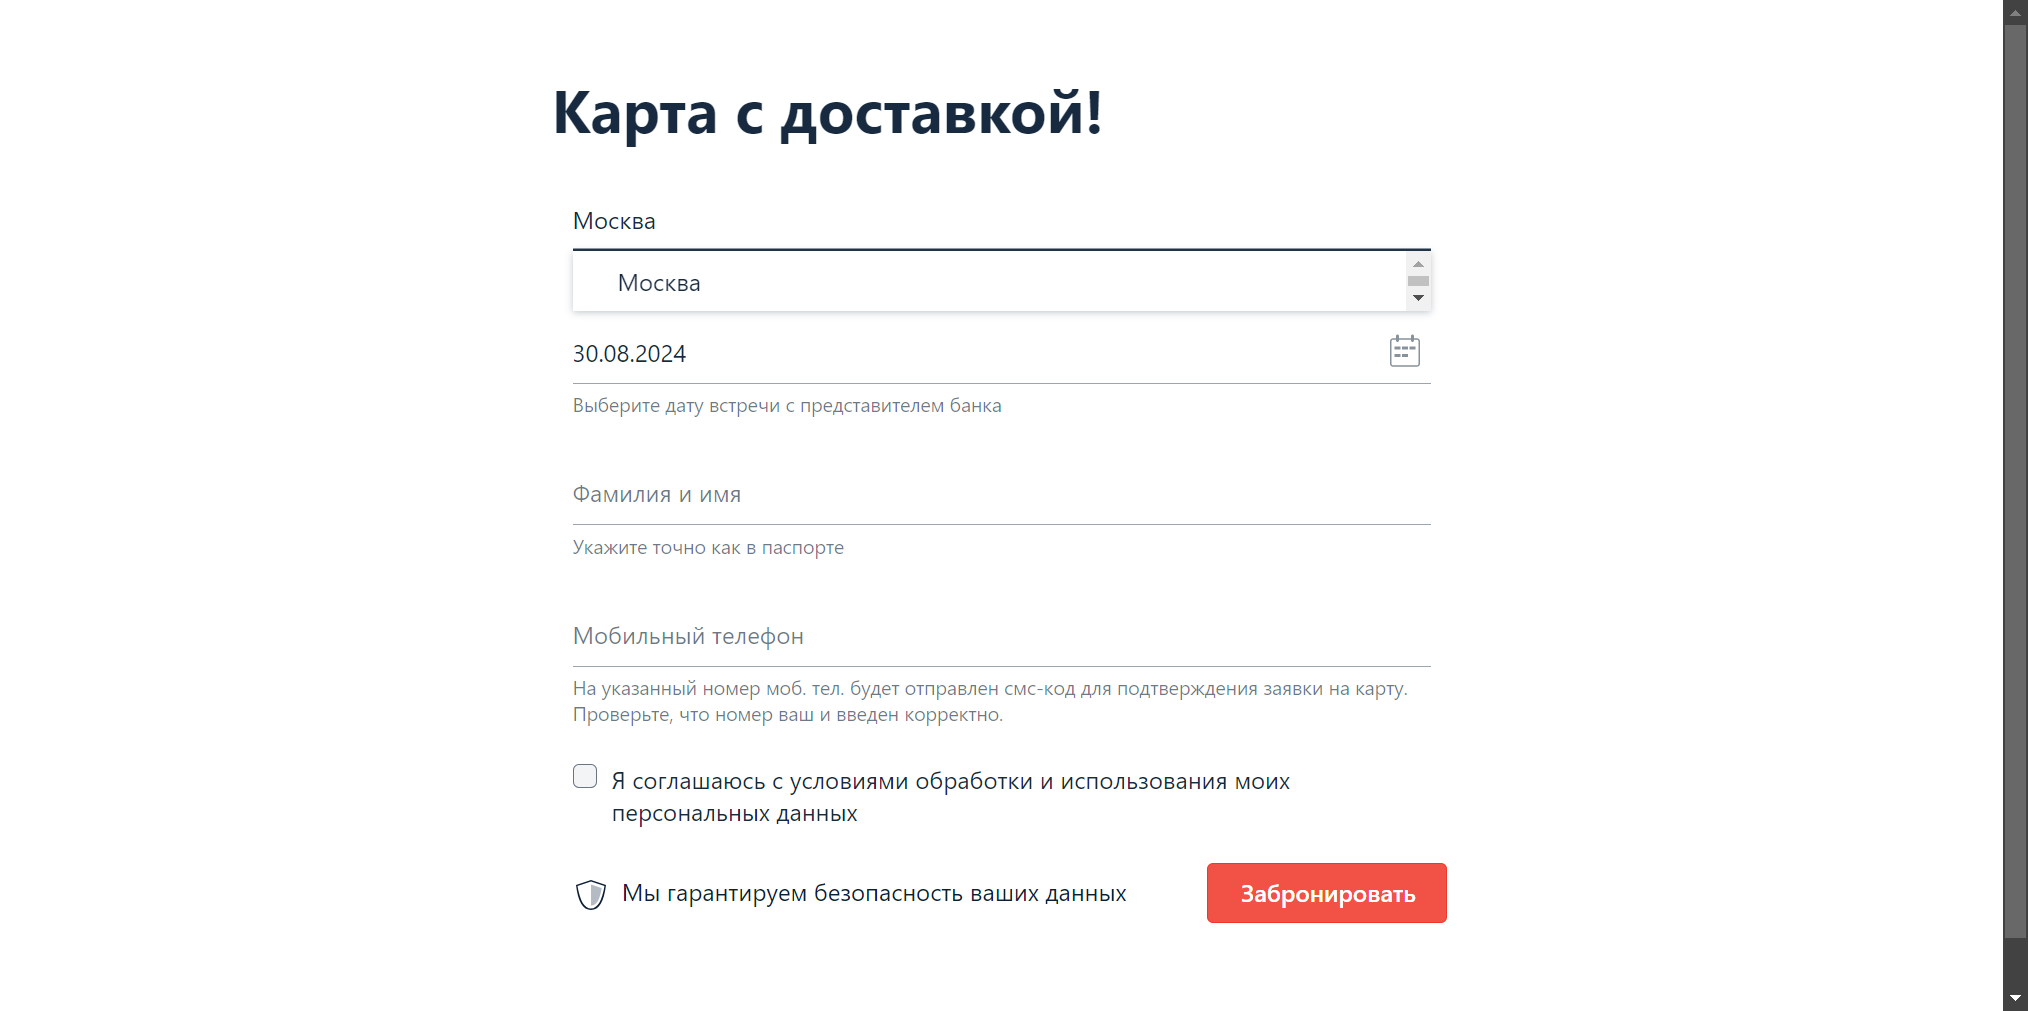 Карта с доставкой!
Москва
Москва
30.08.2024
Выберите дату встречи с представителем банка
Фамилия и имя
Укажите точно как в паспорте
Мобильный телефон
На указанный номер моб. тел. будет отправлен смс-код для подтверждения заявки на карту.
Проверьте, что номер ваш и введен корректно.
Я соглашаюсь с условиями обработки и использования моих
персональных данных
Мы гарантируем безопасность ваших данных
Забронировать